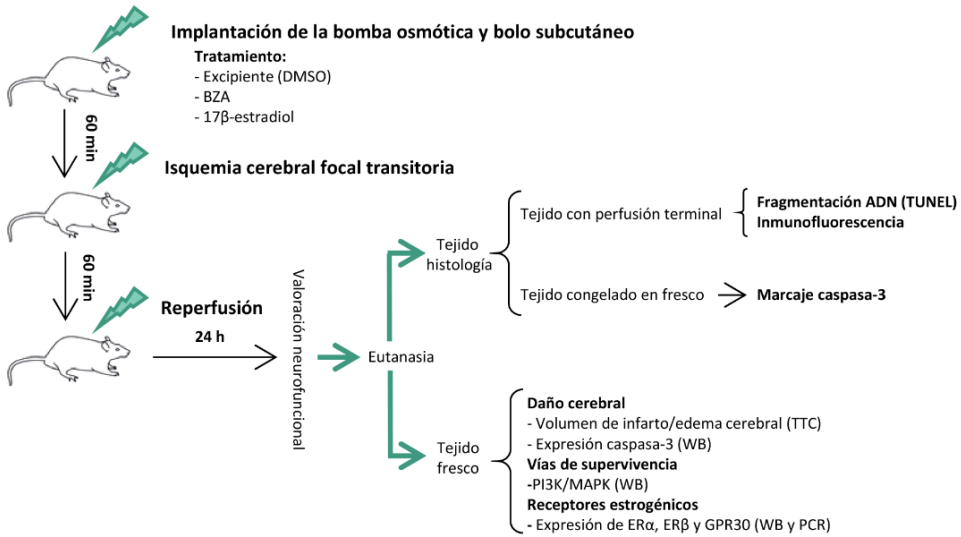 Implantación de la bomba osmótica y bolo subcutáneo
Tratamiento:
- Excipiente (DMSO)
- BZA
- 17β-estradiol
60 min
Isquemia cerebral focal transitoria
60 min
Reperfusión
24 h
Valoración neurofuncional
Eutanasia
Tejido
histología
Tejido con perfusión terminal
Fragmentación ADN (TUNEL)
Inmunofluorescencia
Tejido congelado en fresco
Marcaje caspasa-3
Tejido
fresco
Daño cerebral
- Volumen de infarto/edema cerebral (TTC)
- Expresión caspasa-3 (WB)
Vías de supervivencia
-PI3K/MAPK (WB)
Receptores estrogénicos
- Expresión de ERα, ERβ y GPR30 (WB y PCR)